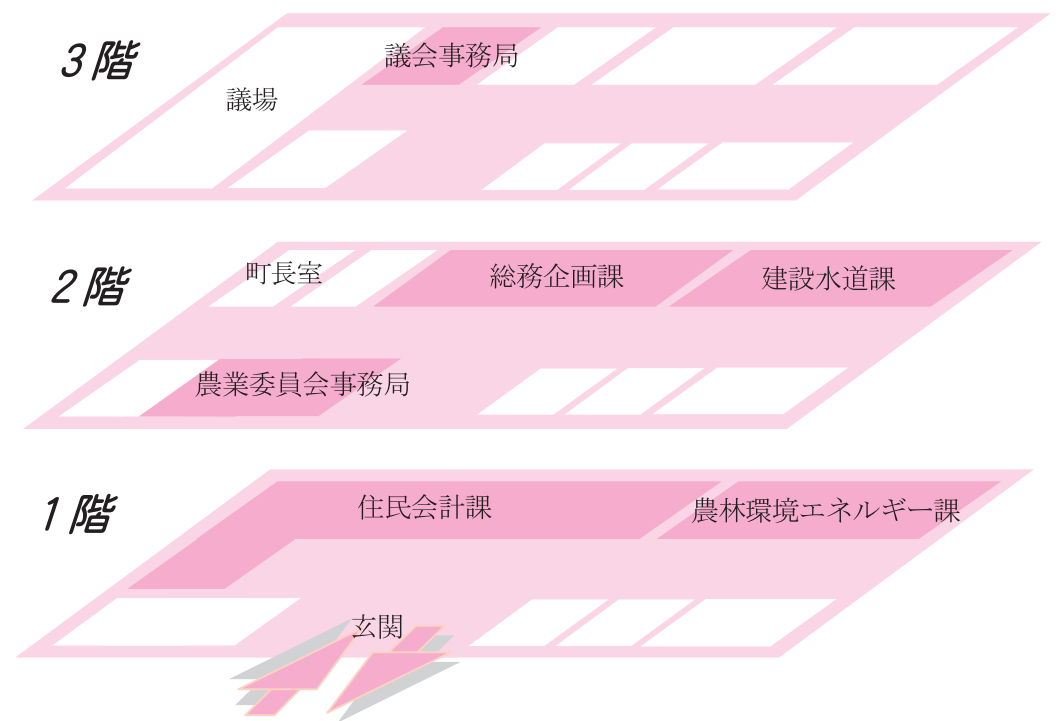 3階
議会事務局
議場
2階
町長室
総務企画課
建設水道課
農業委員会事務局
1階
住民会計課
農林環境エネルギー課
玄関